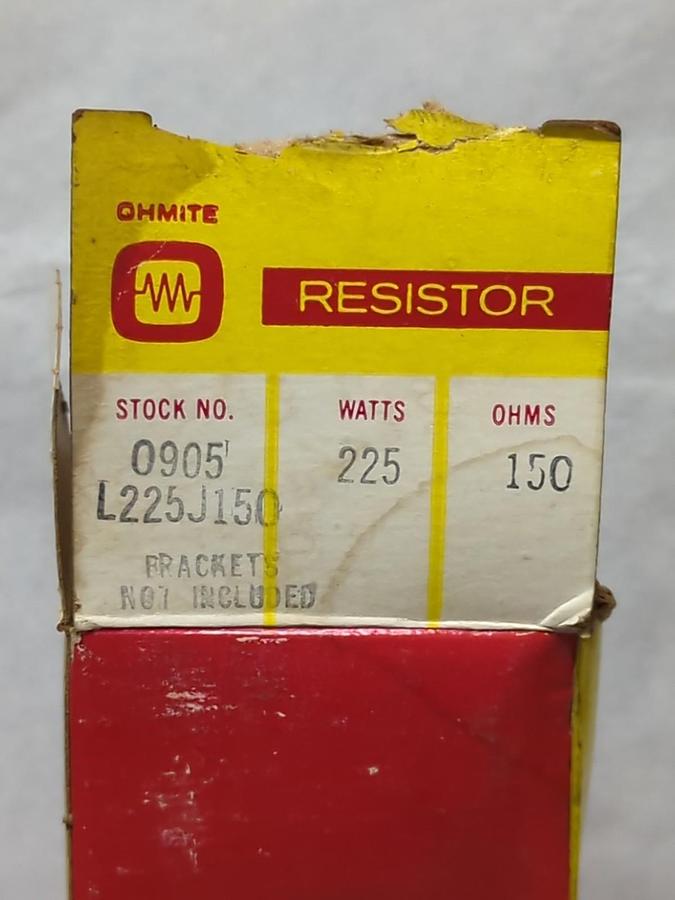 OHMITE
RESISTOR
STOCK NO. WATTS OHMS
0905 225 150
L225J150
BRACKETS
NOT INCLUDED